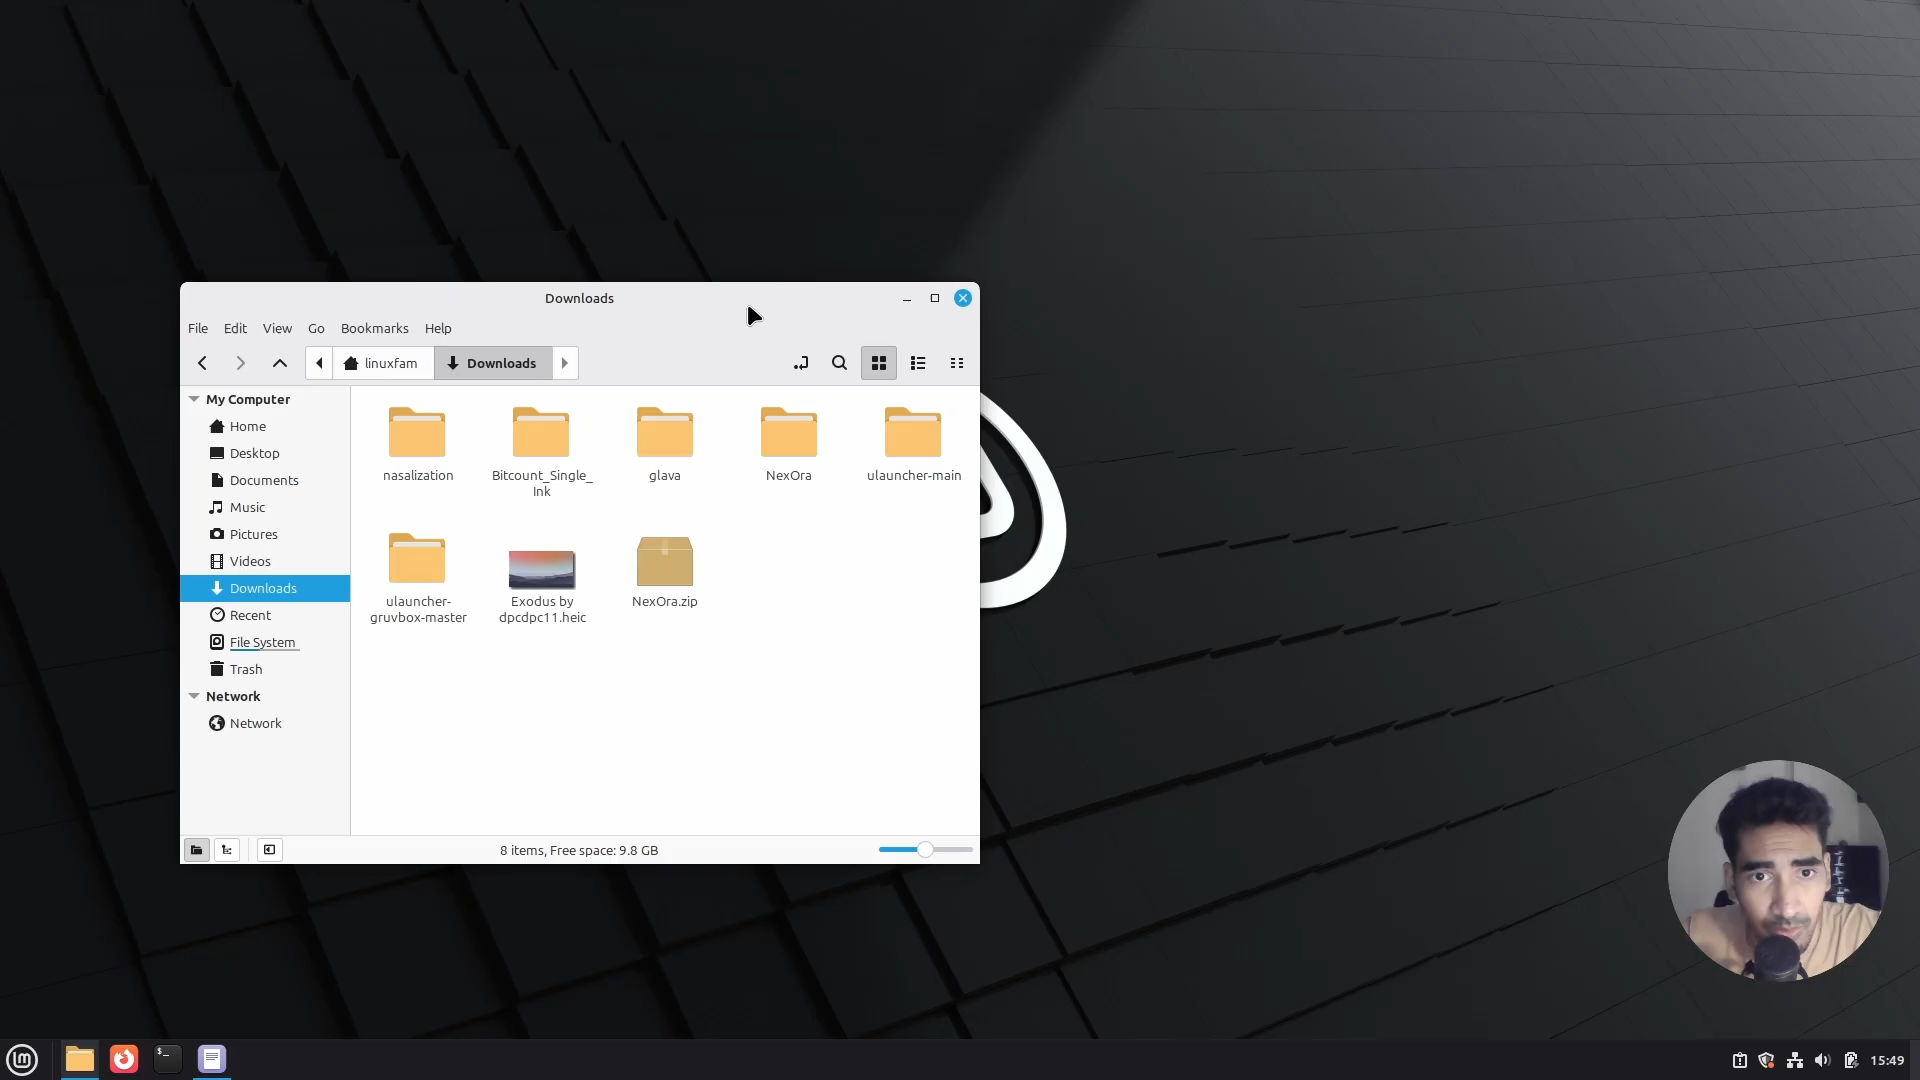 Downloads
File Edit View Go Bookmarks Help
linuxfam Downloads
My Computer
Home
Desktop
Documents
Music
Pictures
Videos
Downloads
Recent
File System
Trash
Network
Network
nasalization
Bitcount_Single_
Ink
glava
NexOra
ulauncher-main
ulauncher-
gruvbox-master
Exodus by
dpcdpc11.heic
NexOra.zip
8 items, Free space: 9.8 GB
15:49